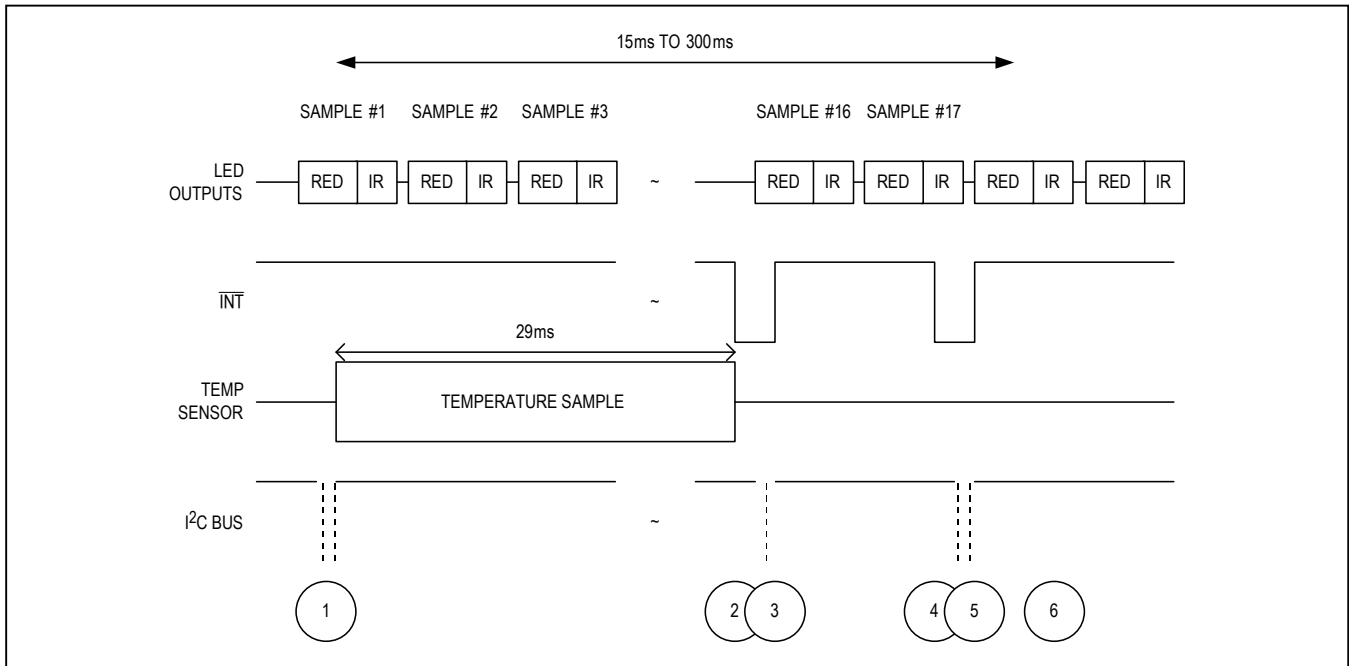 15ms TO 300ms
SAMPLE #1 SAMPLE #2 SAMPLE #3 SAMPLE #16 SAMPLE #17
LED
OUTPUTS
RED IR RED IR RED IR ~ RED IR RED IR RED IR RED IR
INT ~
29ms
TEMP
SENSOR
TEMPERATURE SAMPLE
I²C BUS ~
1 2 3 4 5 6